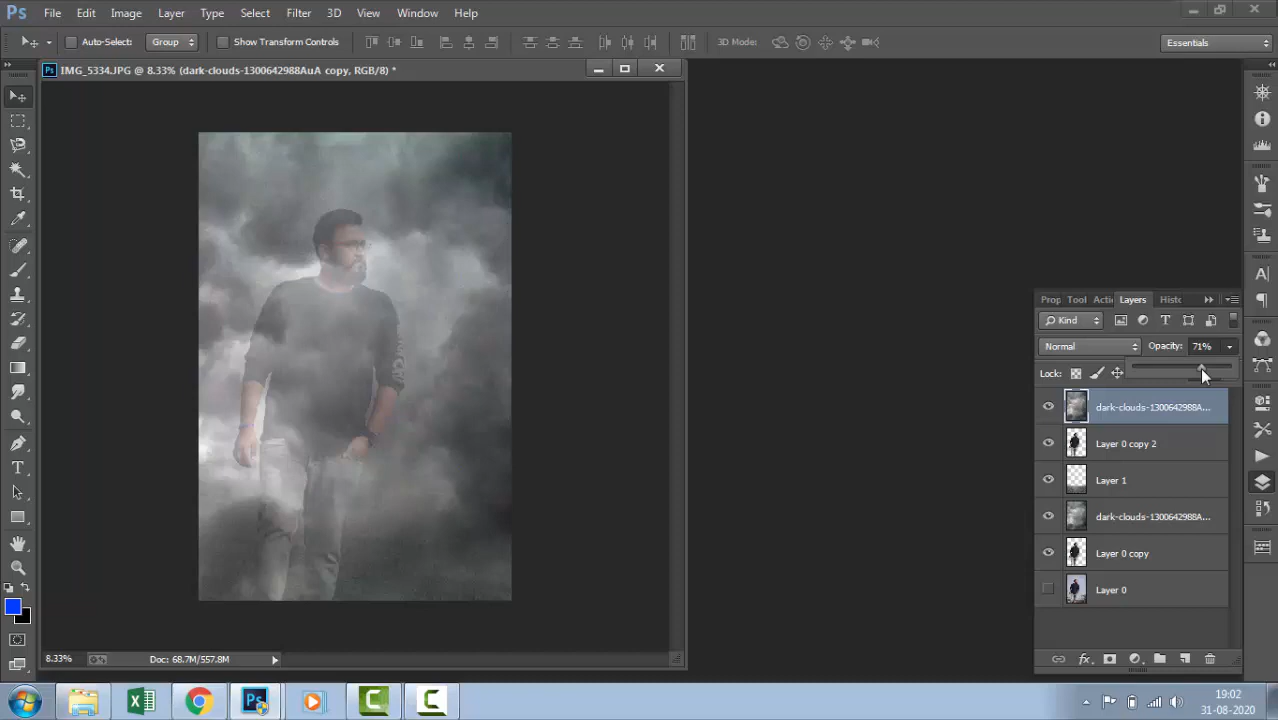 Ps File Edit Image Layer Type Select Filter 3D View Window Help
Auto-Select: Group Show Transform Controls 3D Mode: Essentials
Ps IMG_5334.JPG @ 8.33% (dark-clouds-1300642988AuA copy, RGB/8) *
Prop Tool Acti Layers Histo
Kind
Normal Opacity: 71%
Lock:
dark-clouds-1300642988A...
Layer 0 copy 2
Layer 1
dark-clouds-1300642988A...
Layer 0 copy
Layer 0
8.33% Doc: 68.7M/557.8M
fx
19:02
31-08-2020